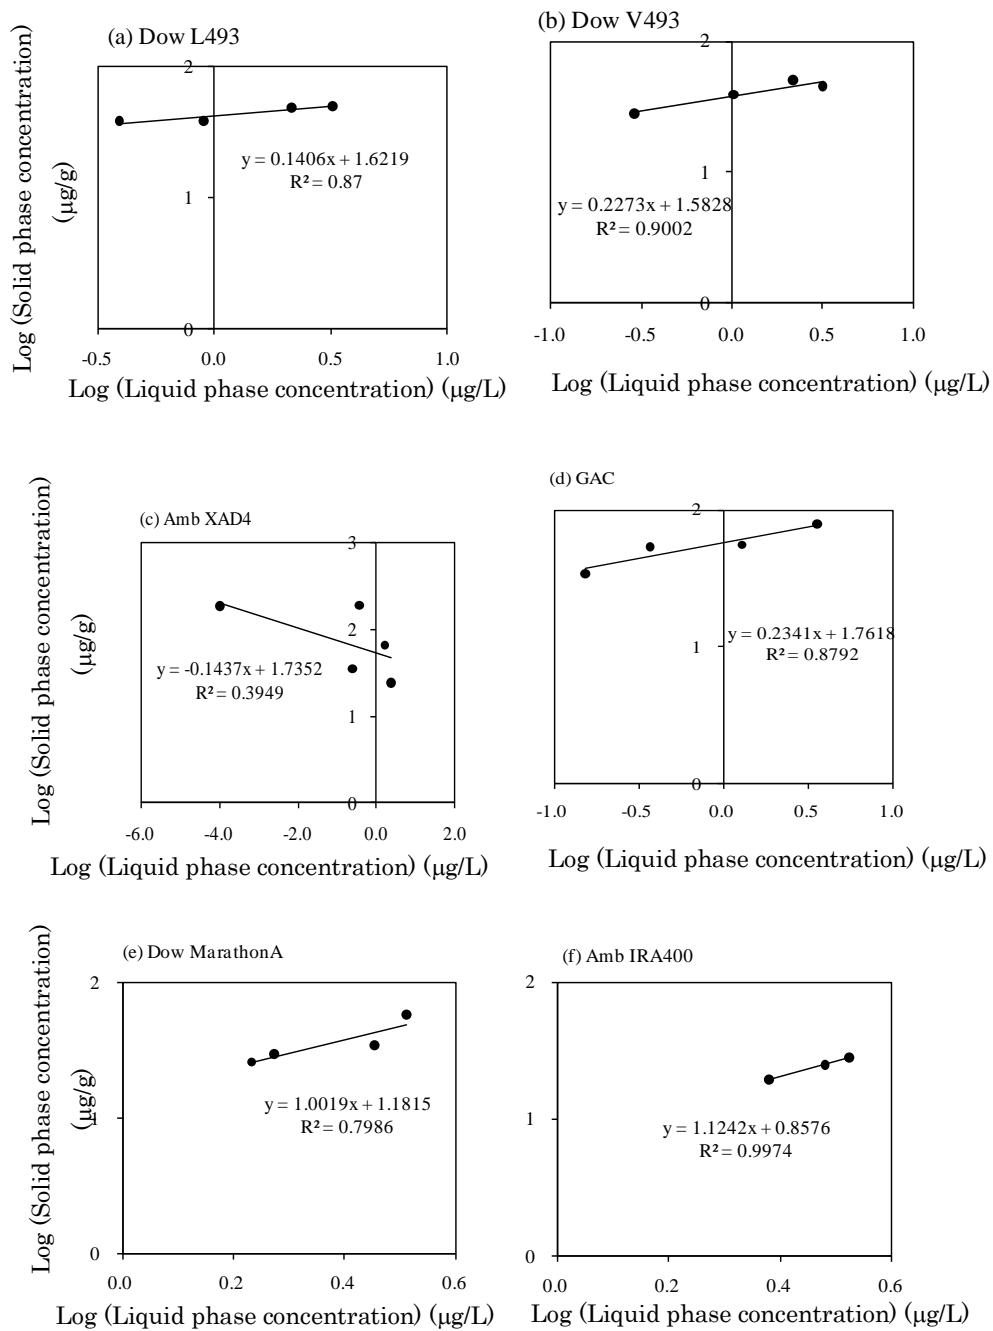 (a) Dow L493
Log (Solid phase concentration)
(μg/g)
2
1
0
y = 0.1406x + 1.6219
R² = 0.87
-0.5 0.0 0.5 1.0
Log (Liquid phase concentration) (μg/L)
(b) Dow V493
2
1
0
y = 0.2273x + 1.5828
R² = 0.9002
-1.0 -0.5 0.0 0.5 1.0
Log (Liquid phase concentration) (μg/L)
(c) Amb XAD4
Log (Solid phase concentration)
(μg/g)
3
2
1
0
y = -0.1437x + 1.7352
R² = 0.3949
-6.0 -4.0 -2.0 0.0 2.0
Log (Liquid phase concentration) (μg/L)
(d) GAC
2
1
0
y = 0.2341x + 1.7618
R² = 0.8792
-1.0 -0.5 0.0 0.5 1.0
Log (Liquid phase concentration) (μg/L)
(e) Dow MarathonA
Log (Solid phase concentration)
(μg/g)
2
1
0
y = 1.0019x + 1.1815
R² = 0.7986
0.0 0.2 0.4 0.6
Log (Liquid phase concentration) (μg/L)
(f) Amb IRA400
2
1
0
y = 1.1242x + 0.8576
R² = 0.9974
0.0 0.2 0.4 0.6
Log (Liquid phase concentration) (μg/L)